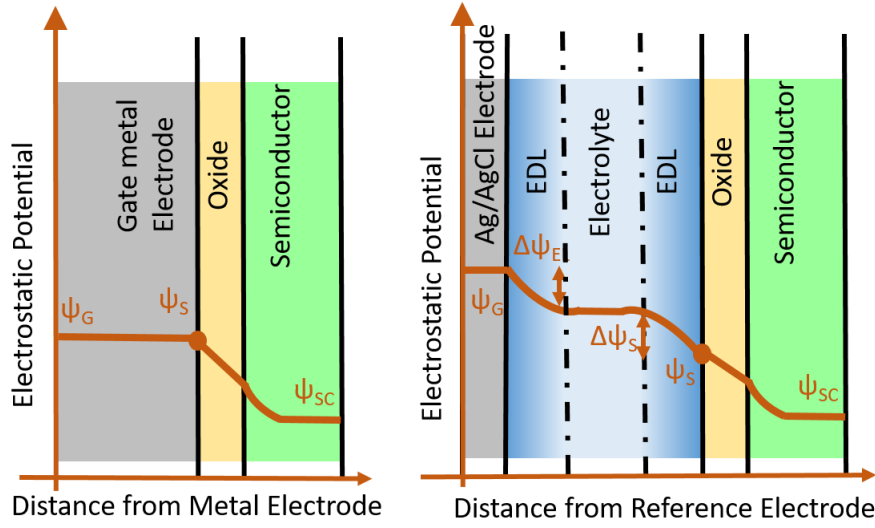 Electrostatic Potential
Gate metal
Electrode
Oxide
Semiconductor
ψG
ψS
ψSC
Distance from Metal Electrode
Electrostatic Potential
Ag/AgCl Electrode
EDL
Electrolyte
EDL
Oxide
Semiconductor
ΔψE
ψG
ΔψS
ψS
ψSC
Distance from Reference Electrode